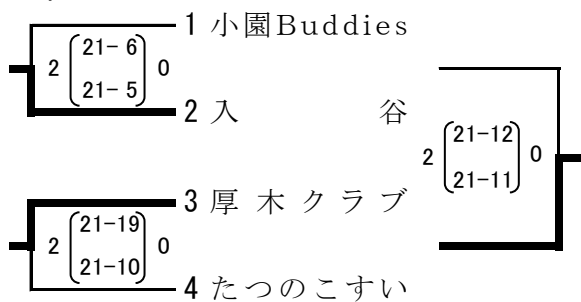 1 小園Buddies
2 (21-6 21-5) 0
2 入 谷
2 (21-12 21-11) 0
3 厚木クラブ
2 (21-19 21-10) 0
4 たつのこすい